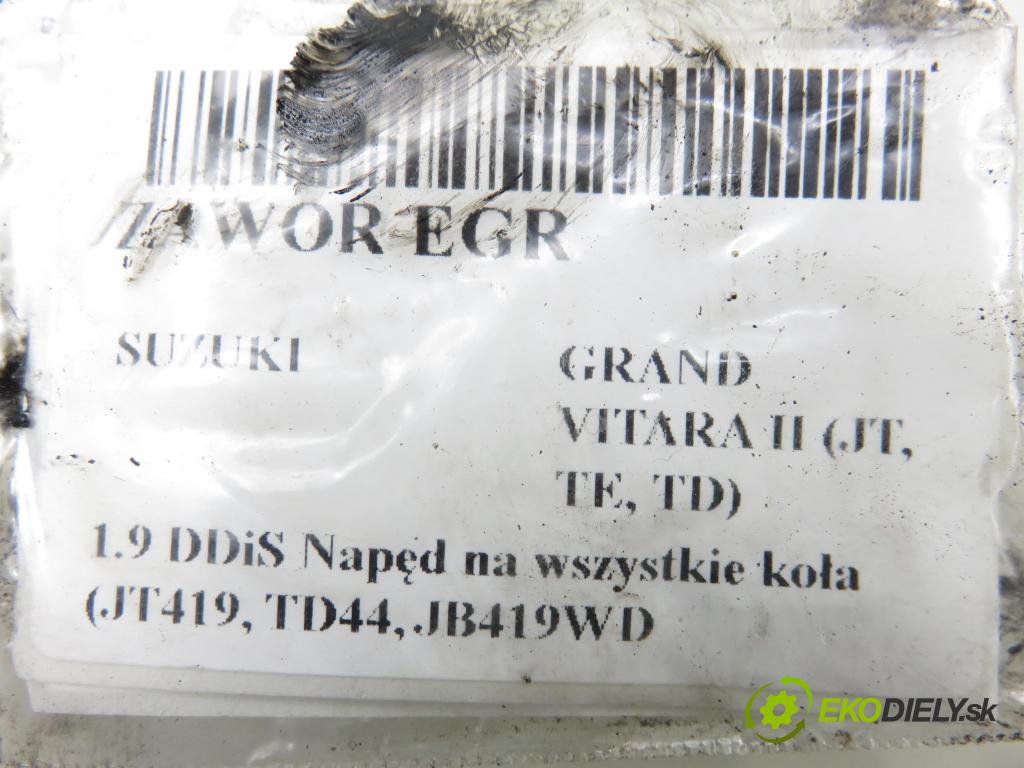 ZAWOR EGR
SUZUKI
GRAND
VITARA II (JT,
TE, TD)
1.9 DDiS Napęd na wszystkie koła
(JT419, TD44, JB419WD
EKODIELY.sk